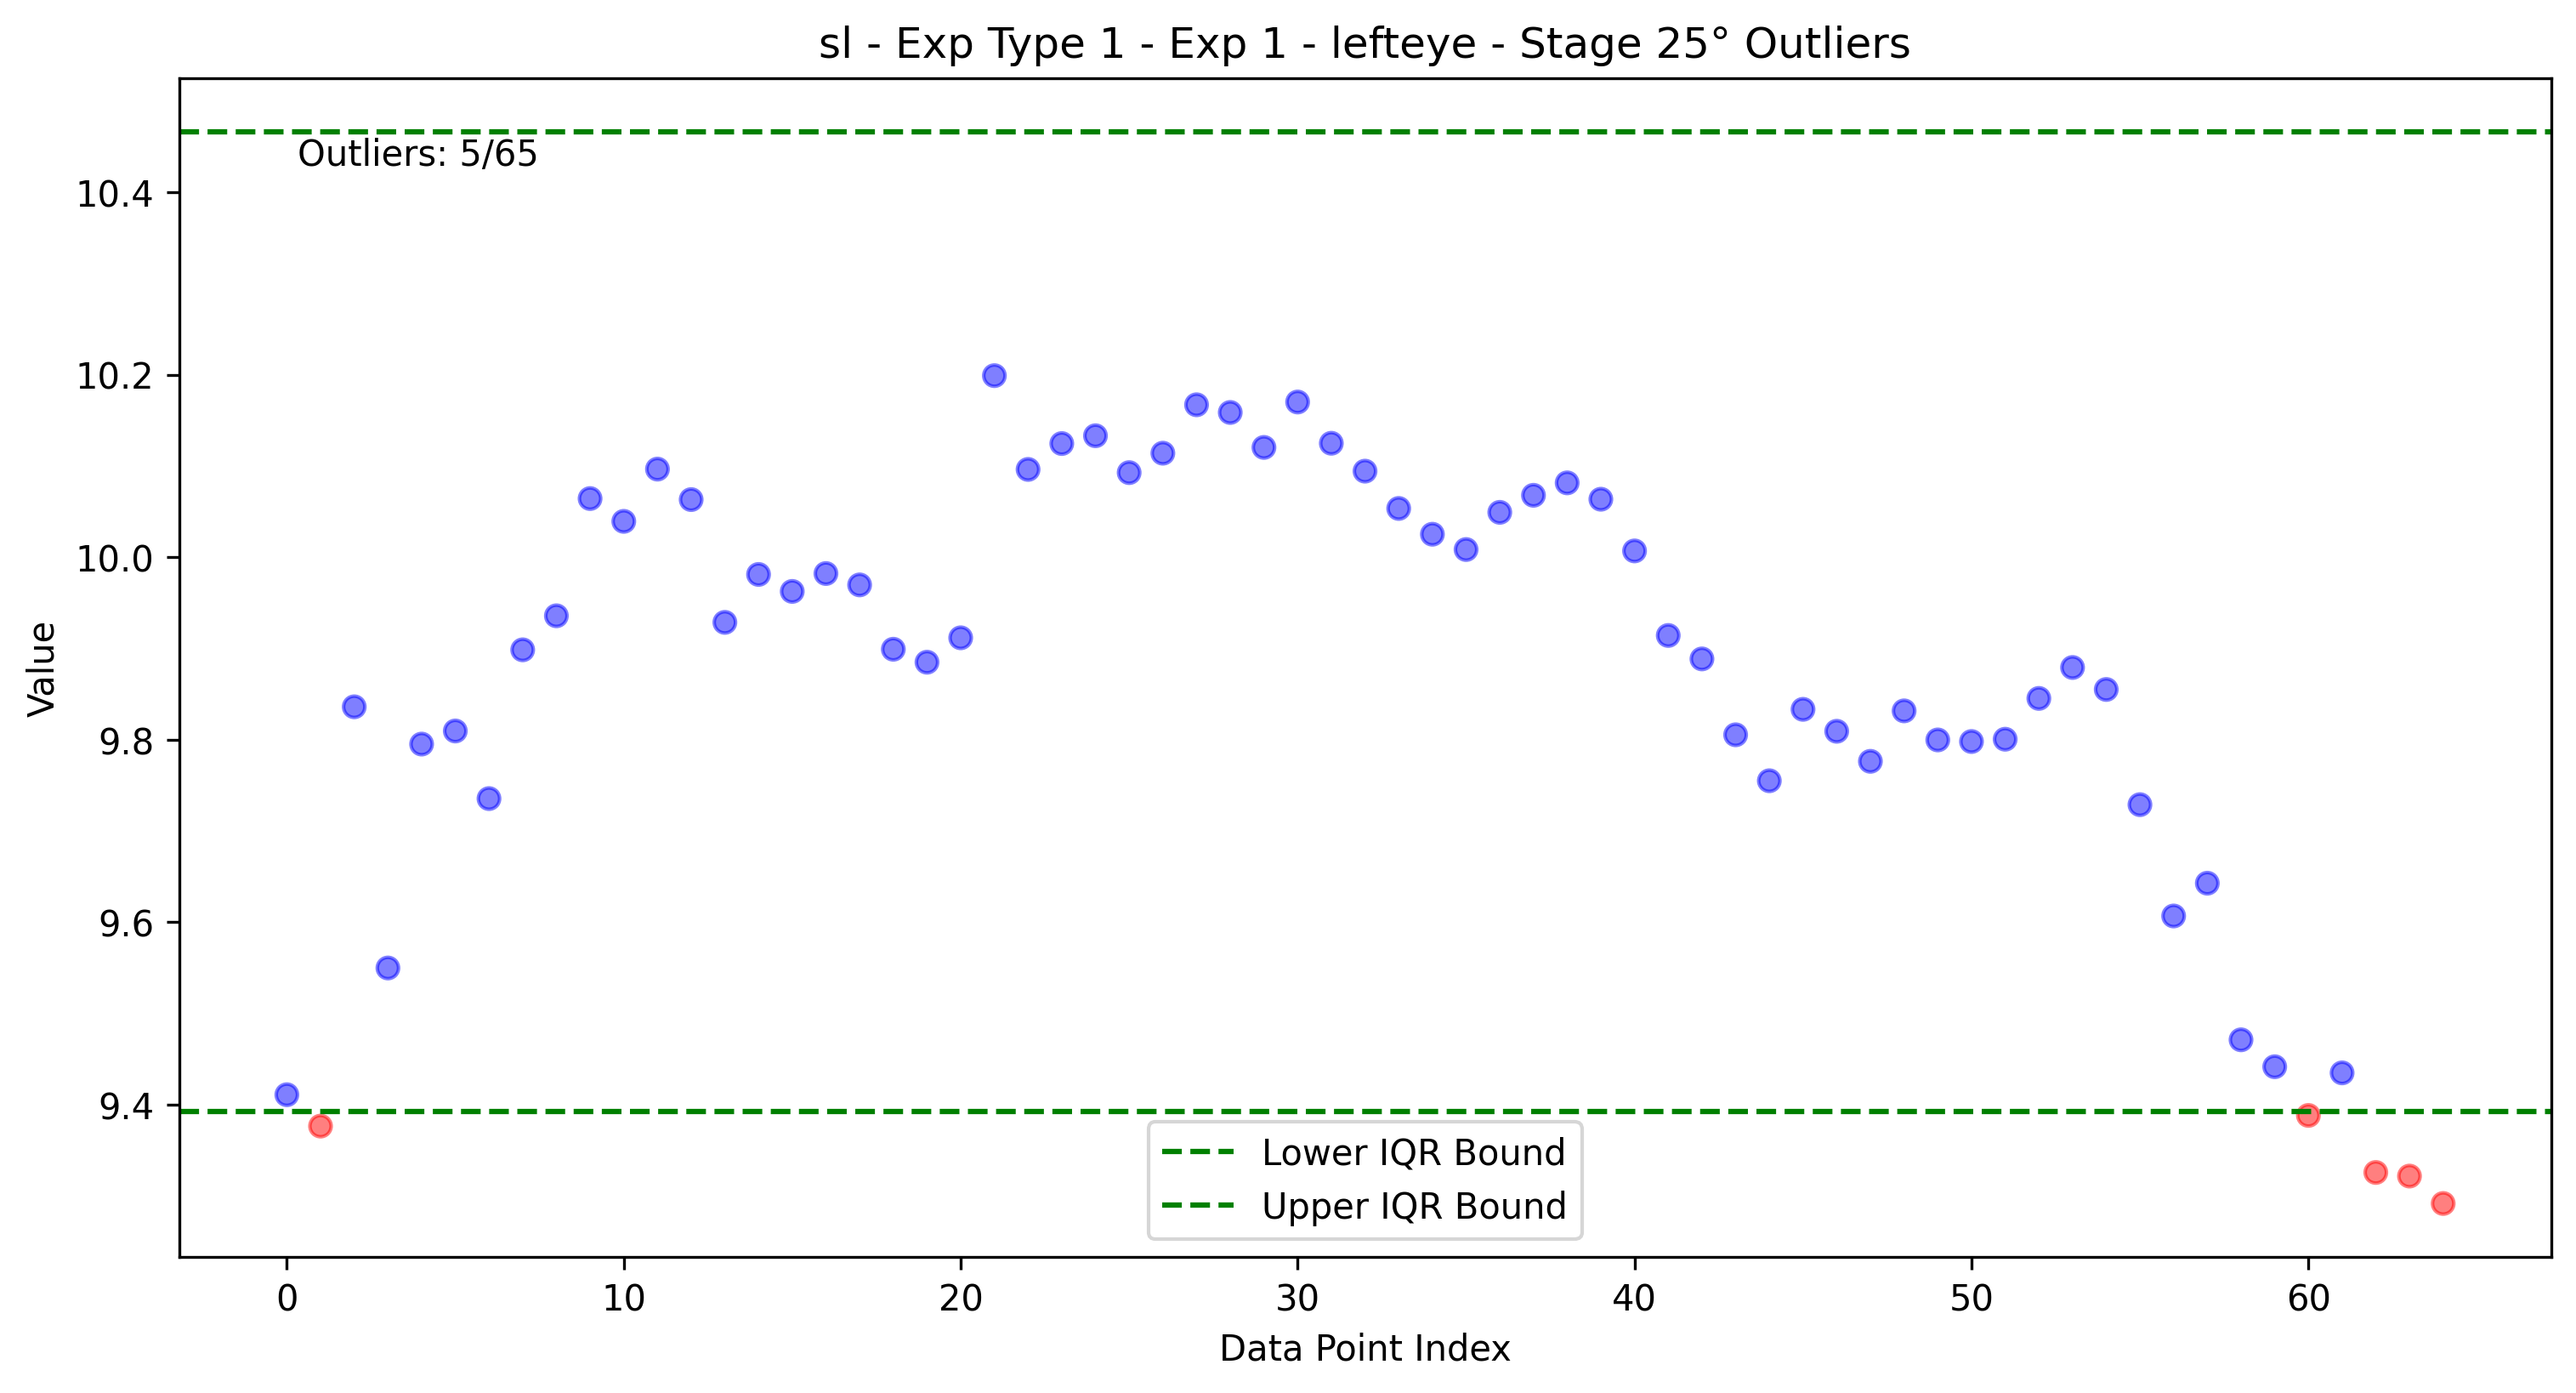 sl - Exp Type 1 - Exp 1 - lefteye - Stage 25° Outliers
Outliers: 5/65
10.4
10.2
10.0
9.8
9.6
9.4
Value
Lower IQR Bound
Upper IQR Bound
0 10 20 30 40 50 60
Data Point Index